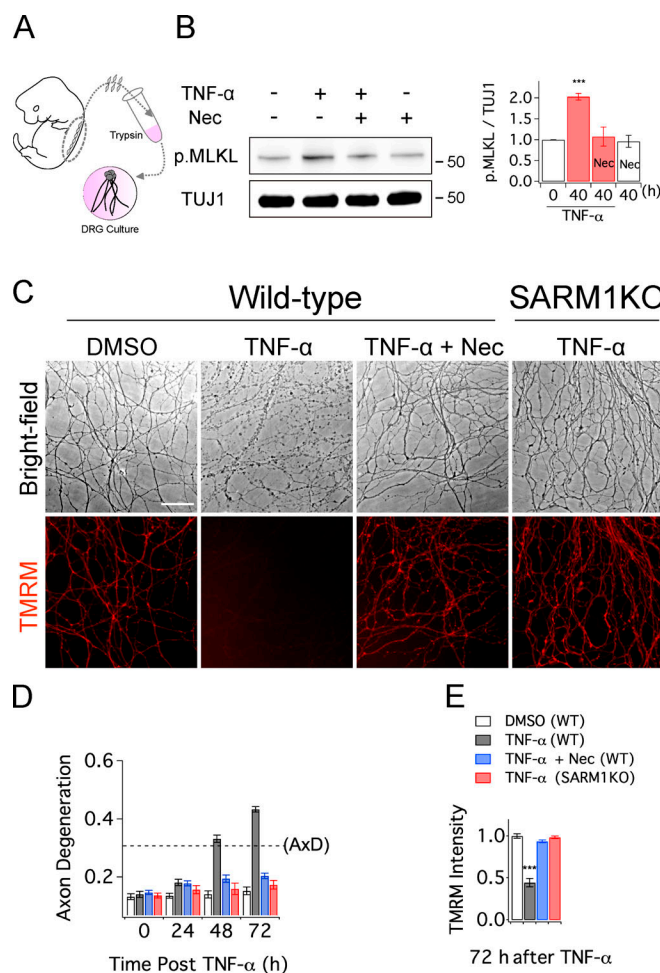 A
B
Trypsin
DRG Culture
TNF-α - + + -
Nec - - + +
p.MLKL
- 50
TUJ1
- 50
p.MLKL / TUJ1
2.0
1.5
1.0
0.5
0.0
***
Nec
Nec
0 40 40 40 (h)
TNF-α
C
Wild-type
SARM1KO
DMSO
TNF-α
TNF-α + Nec
TNF-α
Bright-field
TMRM
D
Axon Degeneration
0.6
0.4
0.2
(AxD)
0 24 48 72
Time Post TNF-α (h)
E
DMSO (WT)
TNF-α (WT)
TNF-α + Nec (WT)
TNF-α (SARM1KO)
TMRM Intensity
1.0
0.5
0.0
***
72 h after TNF-α